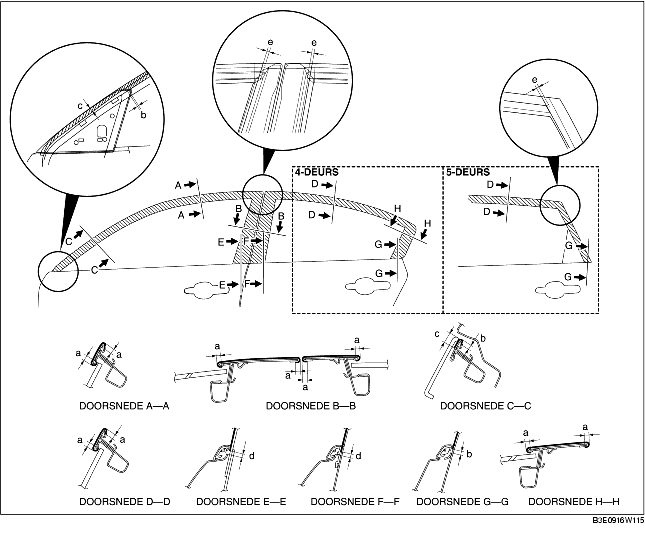 e e e
c
b
4-DEURS 5-DEURS
A D H D
B B H
A D D
C E F G G
C
E F G G
a a a a c b
a a
DOORSNEDE A—A DOORSNEDE B—B DOORSNEDE C—C
a a d d b a a
DOORSNEDE D—D DOORSNEDE E—E DOORSNEDE F—F DOORSNEDE G—G DOORSNEDE H—H
B3E0916W115